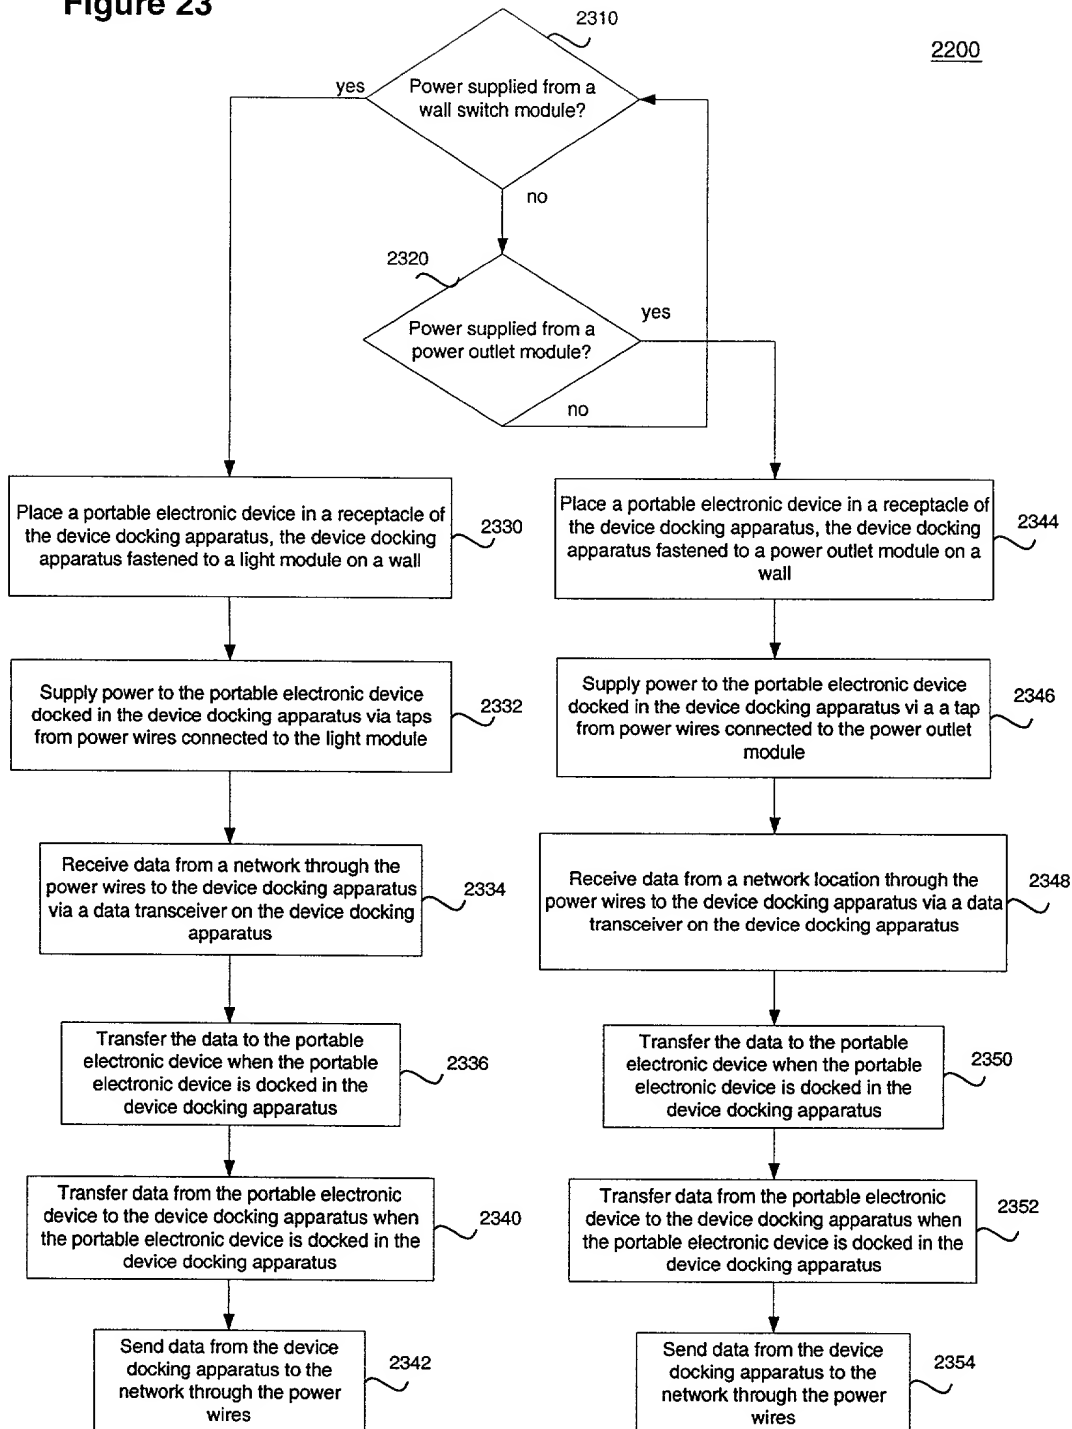 Figure 23
2310
2200
yes
Power supplied from a
wall switch module?
no
2320
yes
Power supplied from a
power outlet module?
no
Place a portable electronic device in a receptacle of
the device docking apparatus, the device docking
apparatus fastened to a light module on a wall
2330
Place a portable electronic device in a receptacle of
the device docking apparatus, the device docking
apparatus fastened to a power outlet module on a
wall
2344
Supply power to the portable electronic device
docked in the device docking apparatus via taps
from power wires connected to the light module
2332
Supply power to the portable electronic device
docked in the device docking apparatus vi a a tap
from power wires connected to the power outlet
module
2346
Receive data from a network through the
power wires to the device docking apparatus
via a data transceiver on the device docking
apparatus
2334
Receive data from a network location through the
power wires to the device docking apparatus via a data
transceiver on the device docking apparatus
2348
Transfer the data to the portable
electronic device when the portable
electronic device is docked in the
device docking apparatus
2336
Transfer the data to the portable
electronic device when the portable
electronic device is docked in the
device docking apparatus
2350
Transfer data from the portable electronic
device to the device docking apparatus when
the portable electronic device is docked in the
device docking apparatus
2340
Transfer data from the portable electronic
device to the device docking apparatus when
the portable electronic device is docked in the
device docking apparatus
2352
Send data from the device
docking apparatus to the
network through the power
wires
2342
Send data from the device
docking apparatus to the
network through the power
wires
2354